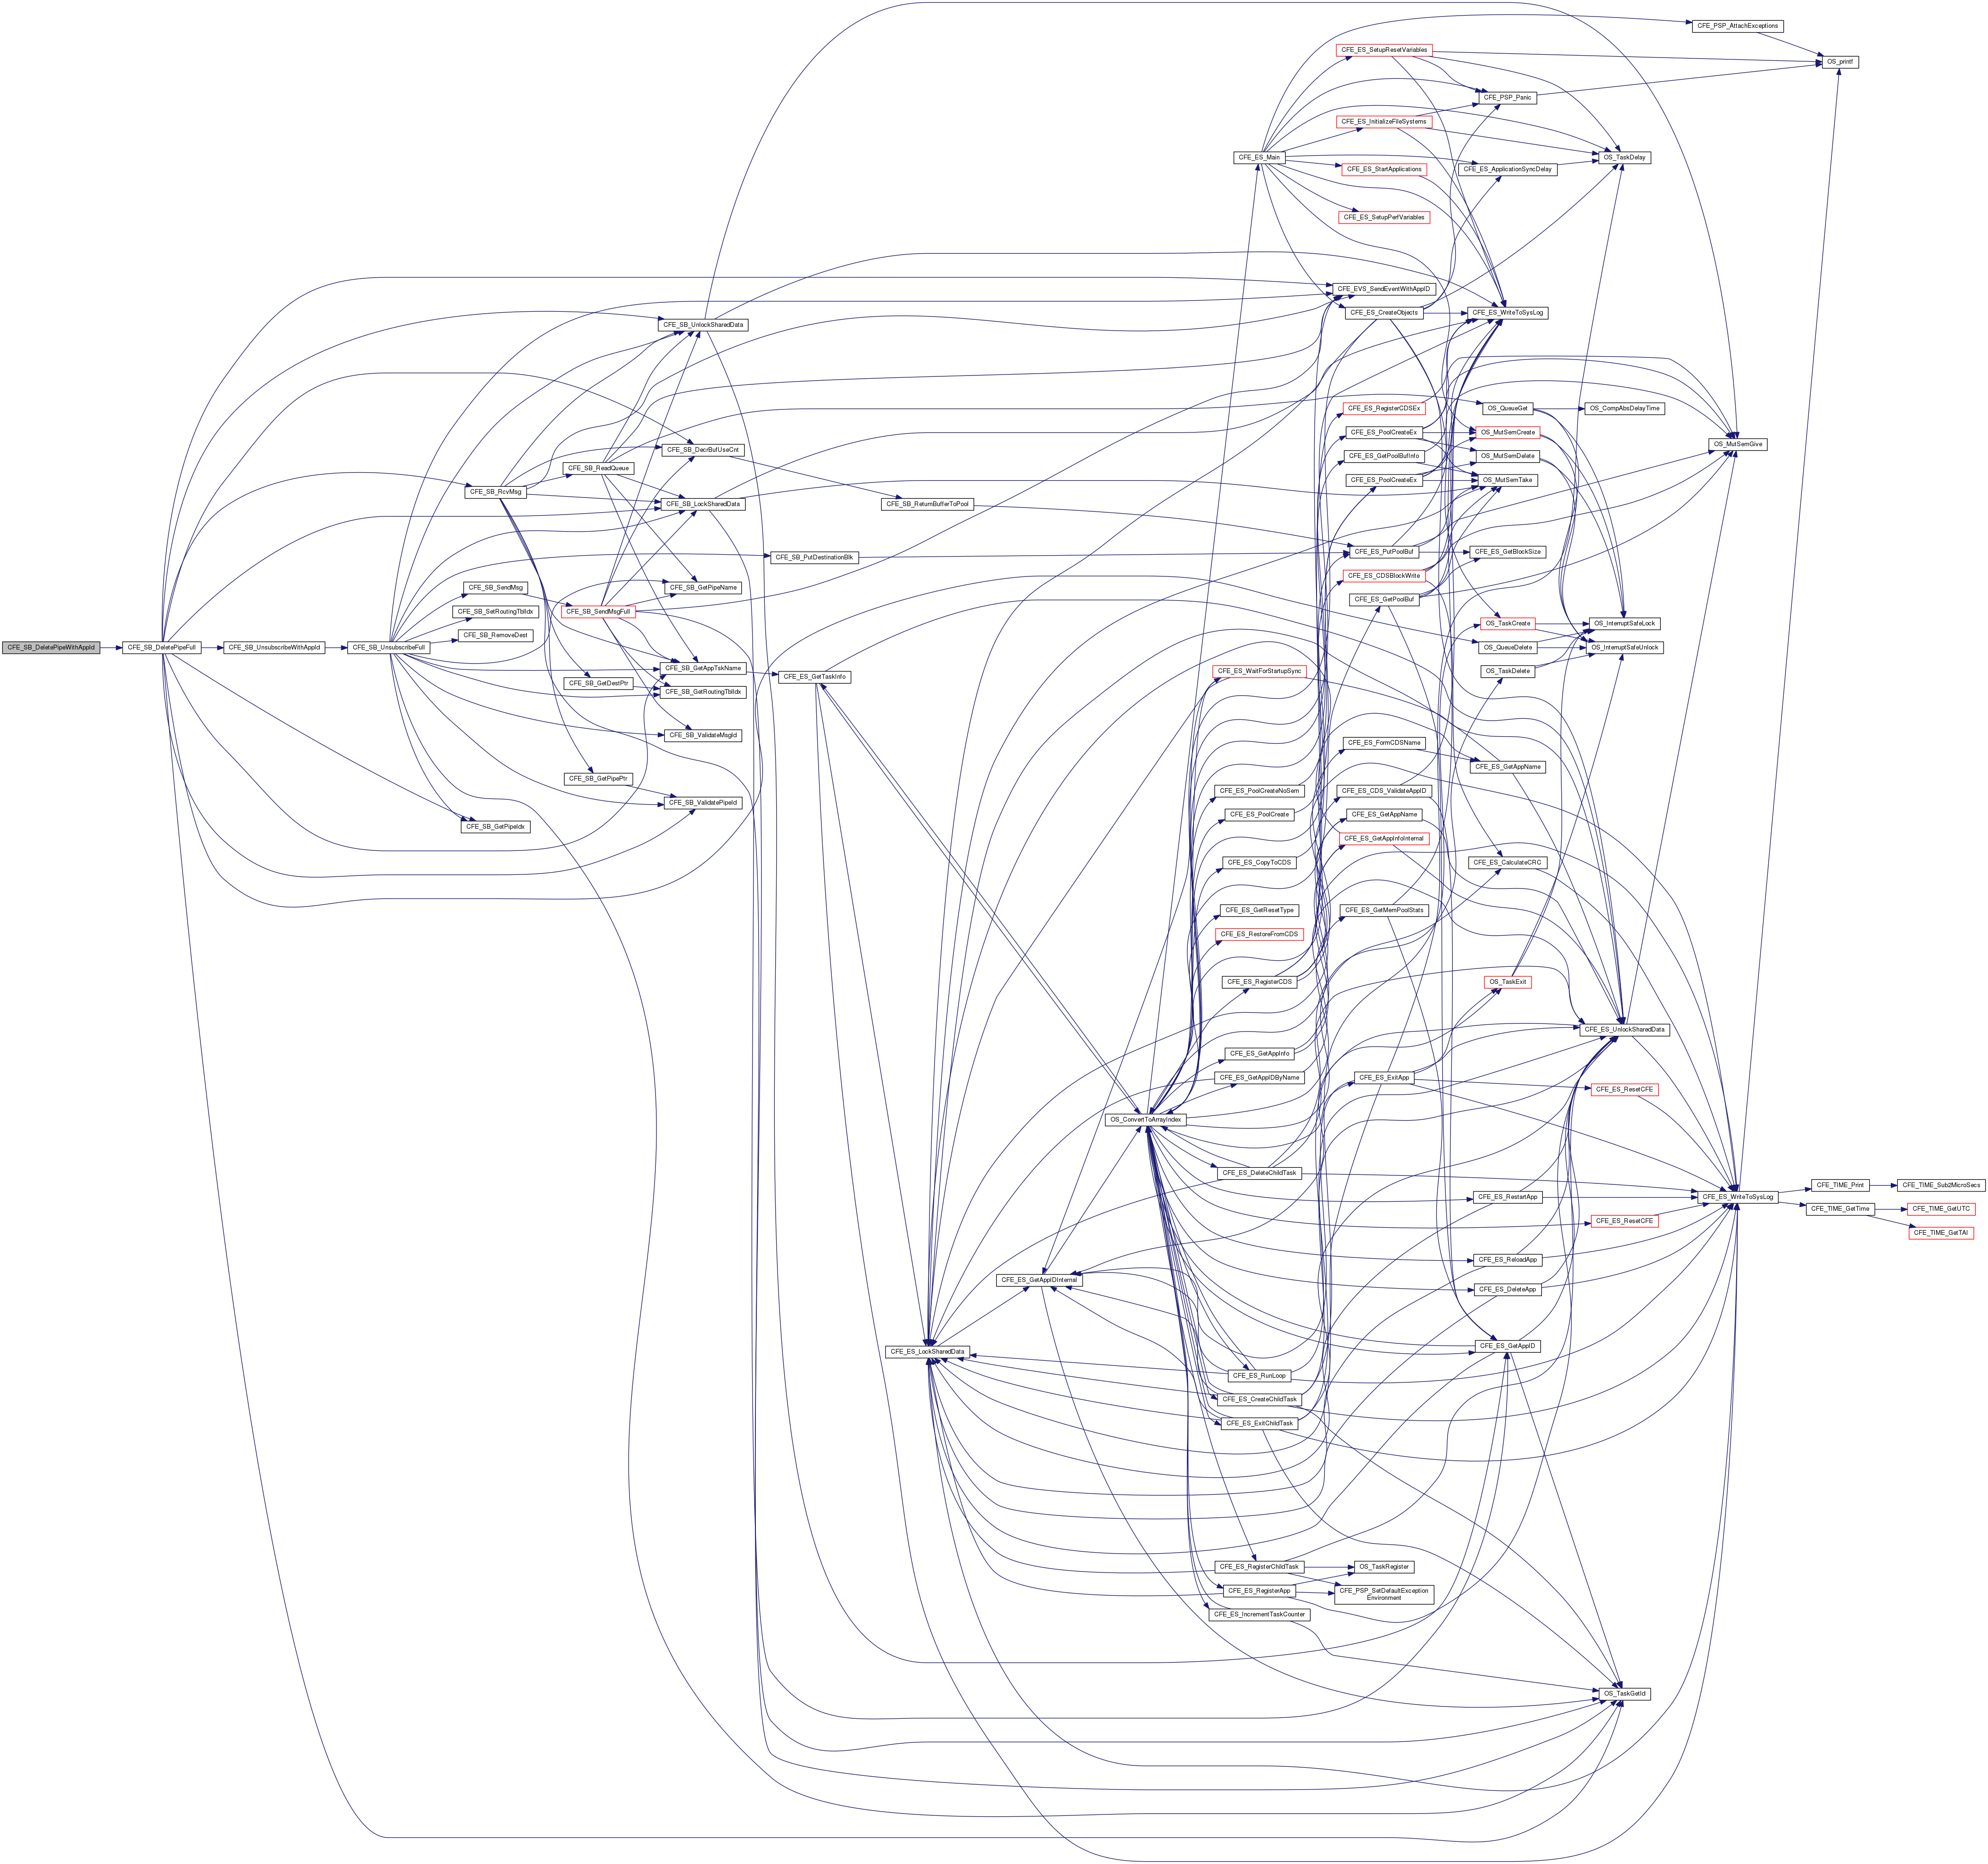 CFE_PSP_AttachExceptions
CFE_ES_SetupResetVariables
OS_printf
CFE_PSP_Panic
CFE_ES_InitializeFileSystems
CFE_ES_Main
OS_TaskDelay
CFE_ES_StartApplications
CFE_ES_ApplicationSyncDelay
CFE_ES_SetupPerfVariables
CFE_EVS_SendEventWithAppID
CFE_ES_CreateObjects
CFE_ES_WriteToSysLog
CFE_SB_UnlockSharedData
CFE_ES_RegisterCDSEx
OS_QueueGet
OS_CompAbsDelayTime
CFE_ES_PoolCreateEx
OS_MutSemCreate
OS_MutSemGive
CFE_SB_DecrBufUseCnt
CFE_ES_GetPoolBufInfo
OS_MutSemDelete
CFE_SB_ReadQueue
CFE_ES_PoolCreateEx
OS_MutSemTake
CFE_SB_RcvMsg
CFE_SB_LockSharedData
CFE_SB_ReturnBufferToPool
CFE_SB_PutDestinationBlk
CFE_ES_PutPoolBuf
CFE_ES_GetBlockSize
CFE_ES_CDSBlockWrite
CFE_SB_SendMsg
CFE_SB_GetPipeName
CFE_ES_GetPoolBuf
CFE_SB_SetRoutingTblIdx
CFE_SB_SendMsgFull
OS_TaskCreate
OS_InterruptSafeLock
CFE_SB_RemoveDest
CFE_SB_DeletePipeWithAppId
CFE_SB_DeletePipeFull
CFE_SB_UnsubscribeWithAppId
CFE_SB_UnsubscribeFull
OS_QueueDelete
OS_InterruptSafeUnlock
CFE_SB_GetAppTskName
CFE_ES_GetTaskInfo
CFE_ES_WaitForStartupSync
OS_TaskDelete
CFE_SB_GetDestPtr
CFE_SB_GetRoutingTblIdx
CFE_SB_ValidateMsgId
CFE_ES_FormCDSName
CFE_ES_GetAppName
CFE_SB_GetPipePtr
CFE_ES_PoolCreateNoSem
CFE_ES_CDS_ValidateAppID
CFE_SB_ValidatePipeId
CFE_ES_PoolCreate
CFE_ES_GetAppName
CFE_SB_GetPipeIdx
CFE_ES_GetAppInfoInternal
CFE_ES_CopyToCDS
CFE_ES_CalculateCRC
CFE_ES_GetResetType
CFE_ES_GetMemPoolStats
CFE_ES_RestoreFromCDS
CFE_ES_RegisterCDS
OS_TaskExit
CFE_ES_UnlockSharedData
CFE_ES_GetAppInfo
CFE_ES_GetAppIDByName
CFE_ES_ExitApp
CFE_ES_ResetCFE
OS_ConvertToArrayIndex
CFE_ES_DeleteChildTask
CFE_TIME_Print
CFE_TIME_Sub2MicroSecs
CFE_ES_RestartApp
CFE_ES_WriteToSysLog
CFE_TIME_GetTime
CFE_TIME_GetUTC
CFE_ES_ResetCFE
CFE_TIME_GetTAI
CFE_ES_ReloadApp
CFE_ES_GetAppIDInternal
CFE_ES_DeleteApp
CFE_ES_LockSharedData
CFE_ES_GetAppID
CFE_ES_RunLoop
CFE_ES_CreateChildTask
CFE_ES_ExitChildTask
CFE_ES_RegisterChildTask
OS_TaskRegister
CFE_ES_RegisterApp
CFE_PSP_SetDefaultException
Environment
CFE_ES_IncrementTaskCounter
OS_TaskGetId